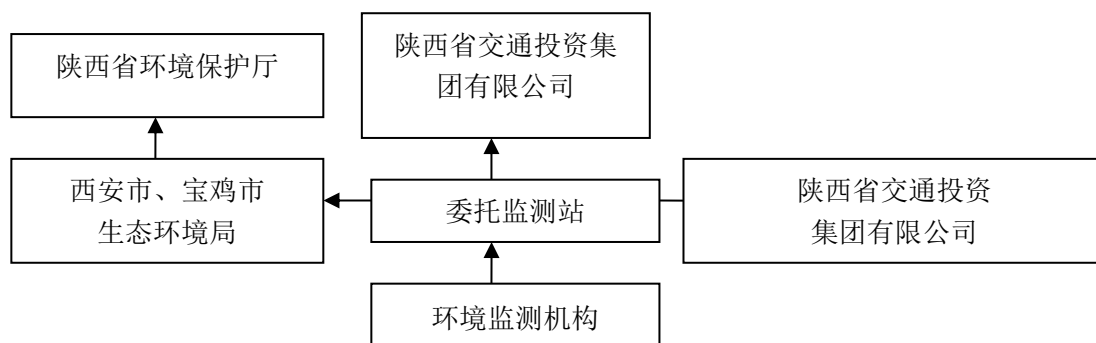 陕西省环境保护厅
陕西省交通投资集
团有限公司
西安市、宝鸡市
生态环境局
委托监测站
陕西省交通投资
集团有限公司
环境监测机构